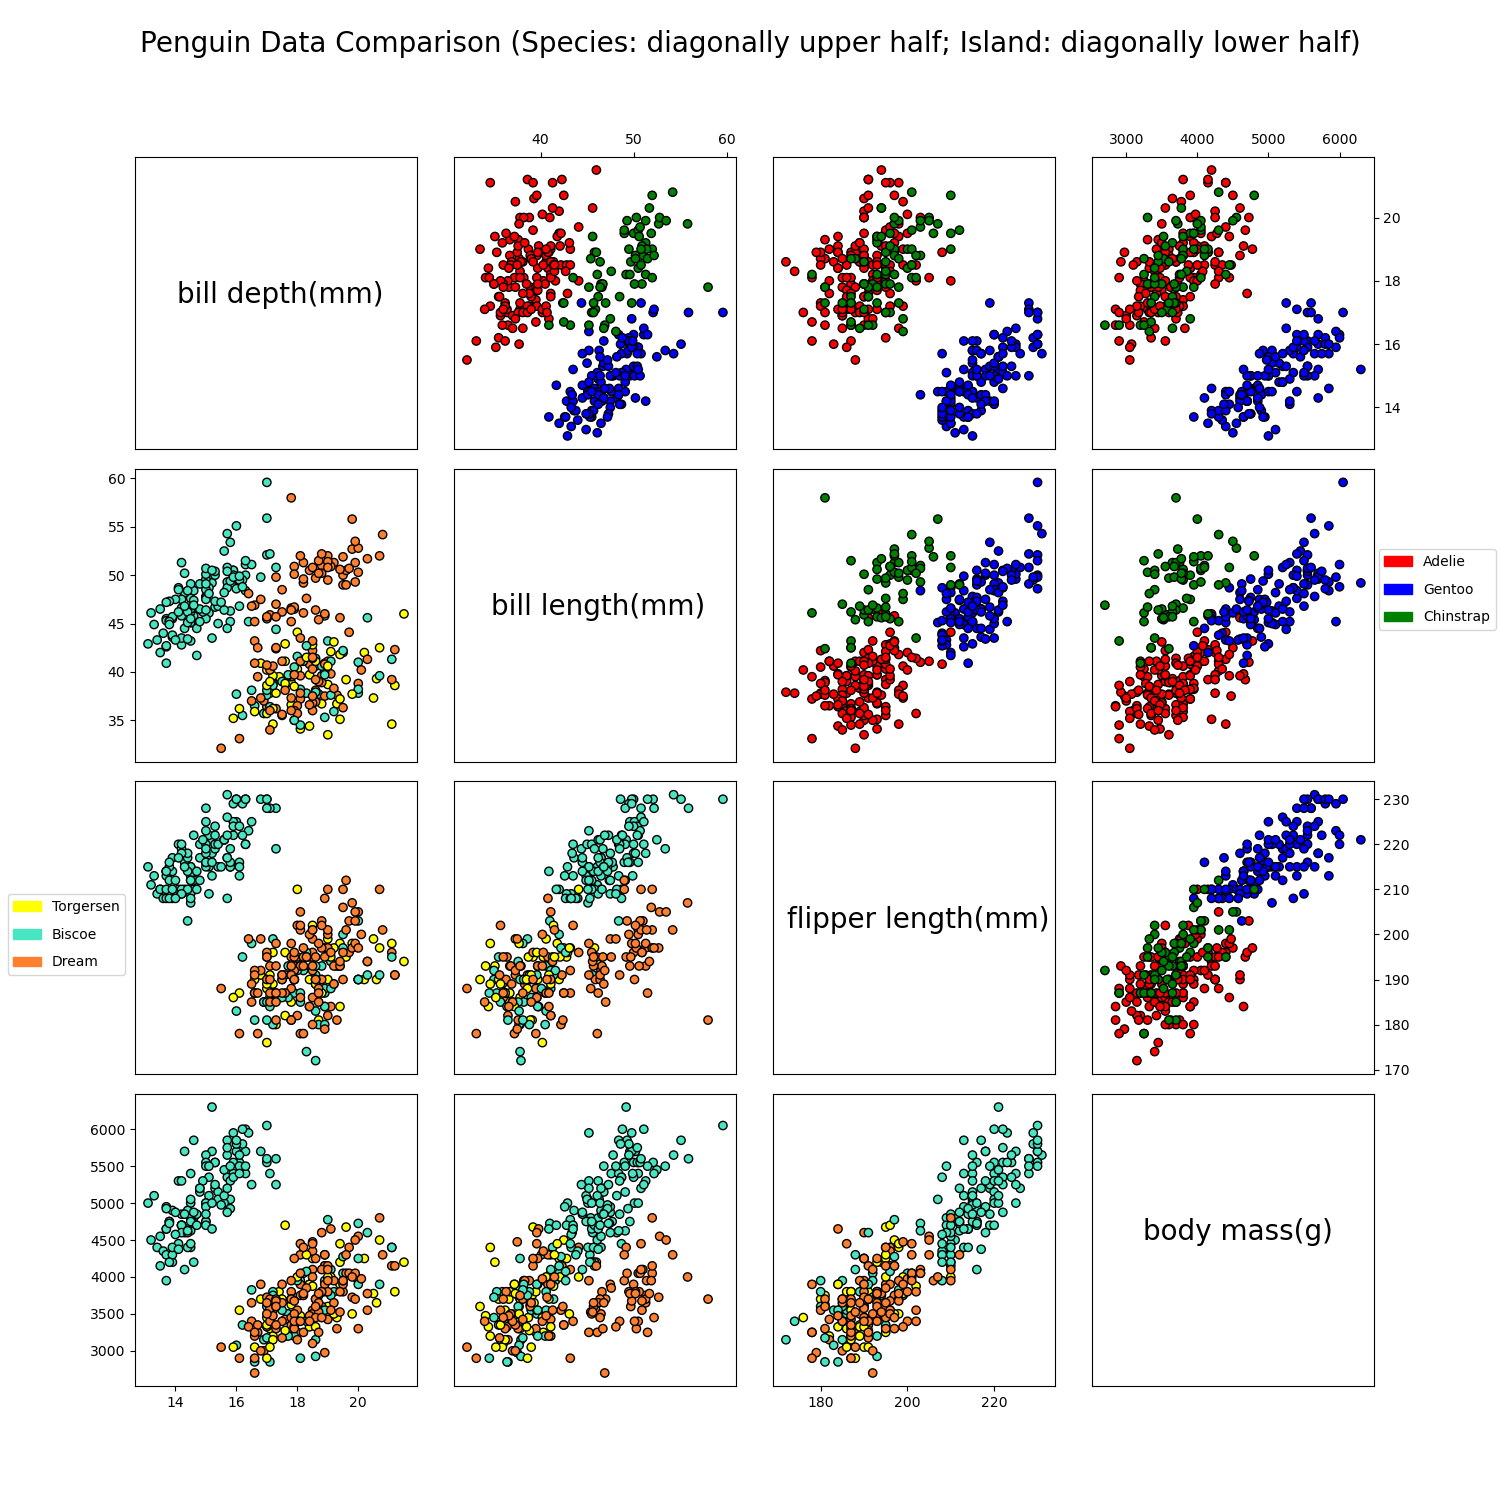 Penguin Data Comparison (Species: diagonally upper half; Island: diagonally lower half)
40 50 60
3000 4000 5000 6000
bill depth(mm)
20
18
16
14
60
55
50
45
40
35
bill length(mm)
Adelie
Gentoo
Chinstrap
Torgersen
Biscoe
Dream
flipper length(mm)
230
220
210
200
190
180
170
6000
5500
5000
4500
4000
3500
3000
body mass(g)
14 16 18 20
180 200 220